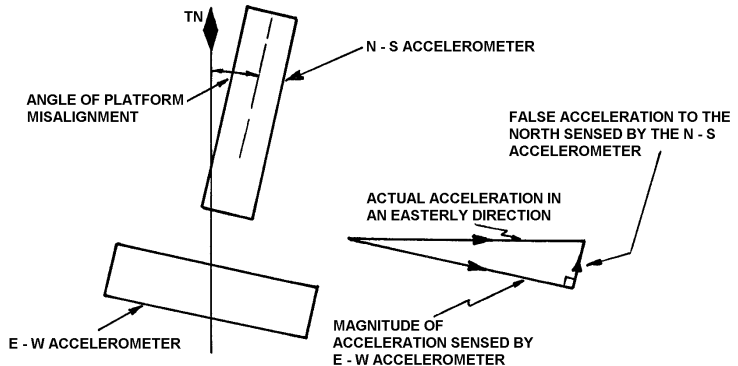 TN
N - S ACCELEROMETER
ANGLE OF PLATFORM
MISALIGNMENT
FALSE ACCELERATION TO THE
NORTH SENSED BY THE N - S
ACCELEROMETER
ACTUAL ACCELERATION IN
AN EASTERLY DIRECTION
E - W ACCELEROMETER
MAGNITUDE OF
ACCELERATION SENSED BY
E - W ACCELEROMETER